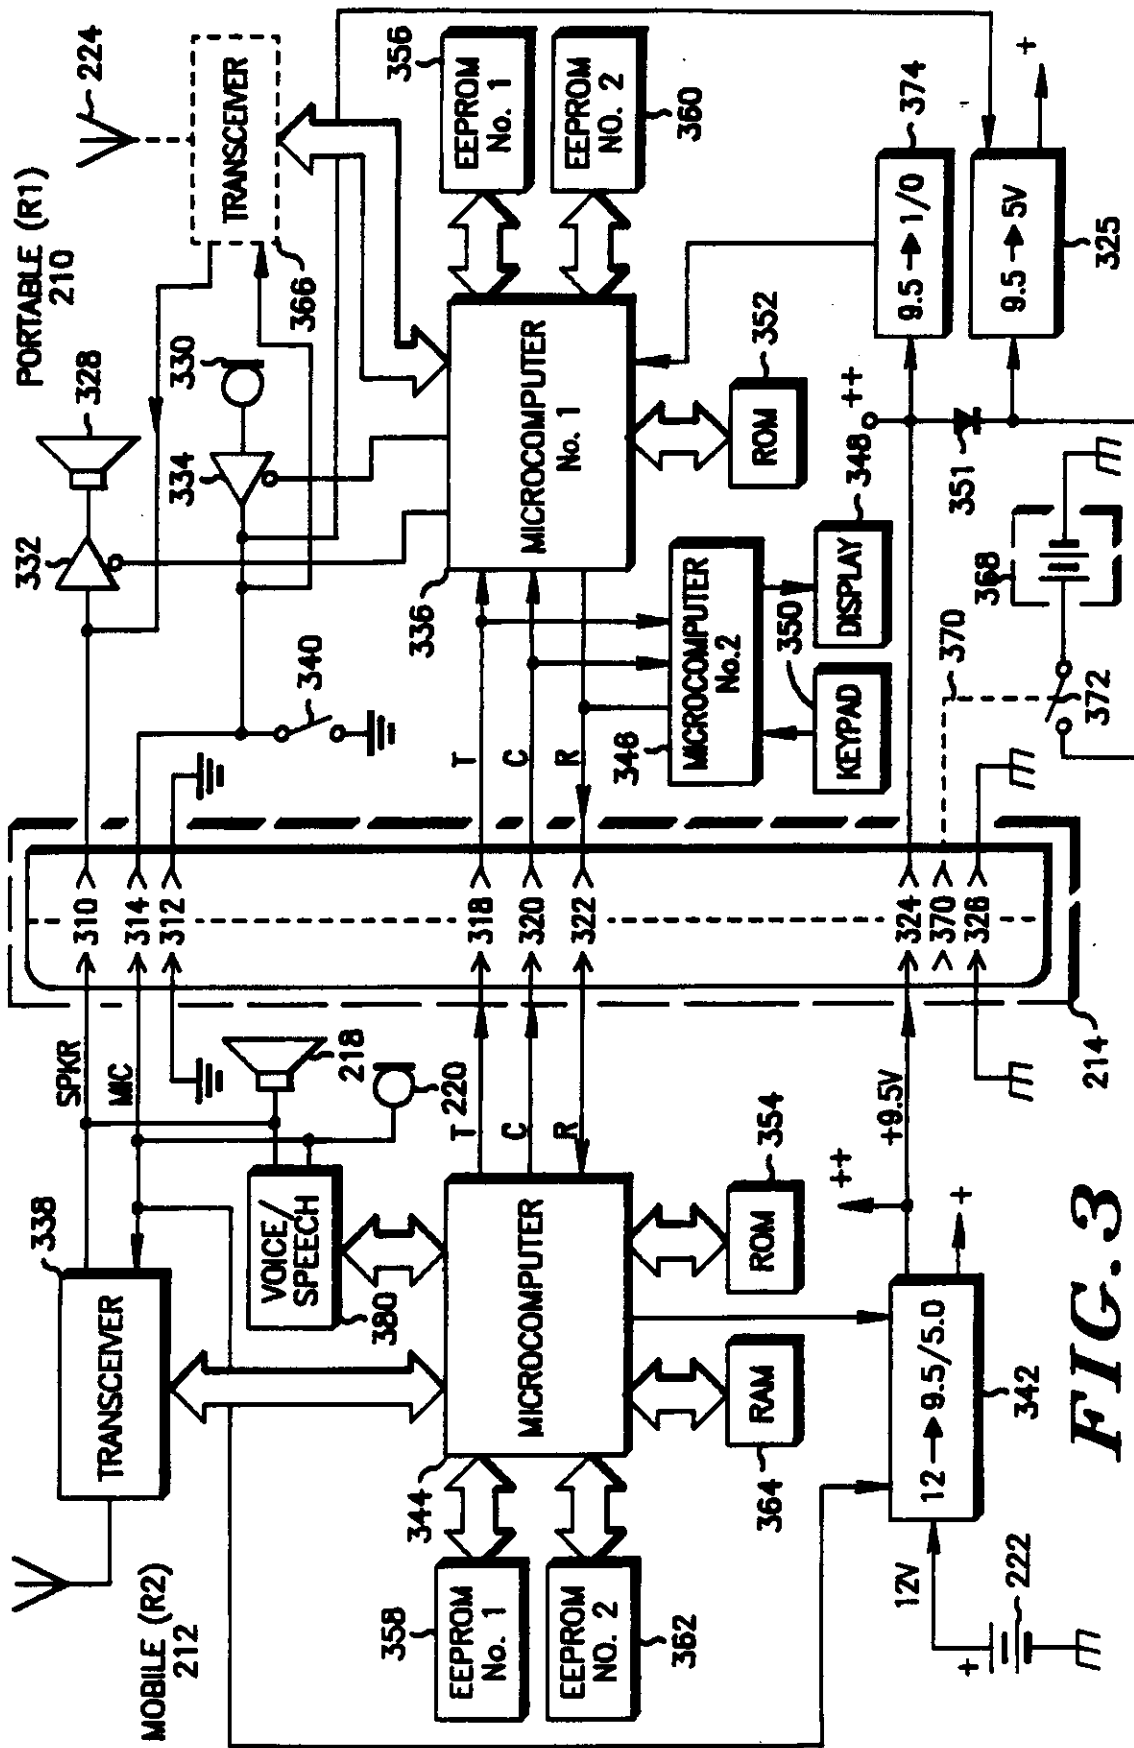 MOBILE (R2)
212
TRANSCEIVER
338
SPKR
MIC
VOICE/
SPEECH
380
218
220
358
EEPROM
No. 1
EEPROM
NO. 2
362
344
MICROCOMPUTER
T
C
R
RAM
364
ROM
354
12V
+
222
12 → 9.5/5.0
342
++
+
+9.5V
310
314
312
318
320
322
324
370
326
214
PORTABLE (R1)
210
332
328
334
330
340
TRANSCEIVER
366
224
T
C
R
336
MICROCOMPUTER
No. 1
356
EEPROM
No. 1
EEPROM
NO. 2
360
ROM
352
346
MICROCOMPUTER
No.2
350
KEYPAD
DISPLAY
348
++
351
9.5 → 1/0
374
9.5 → 5V
325
+
370
372
368
FIG. 3